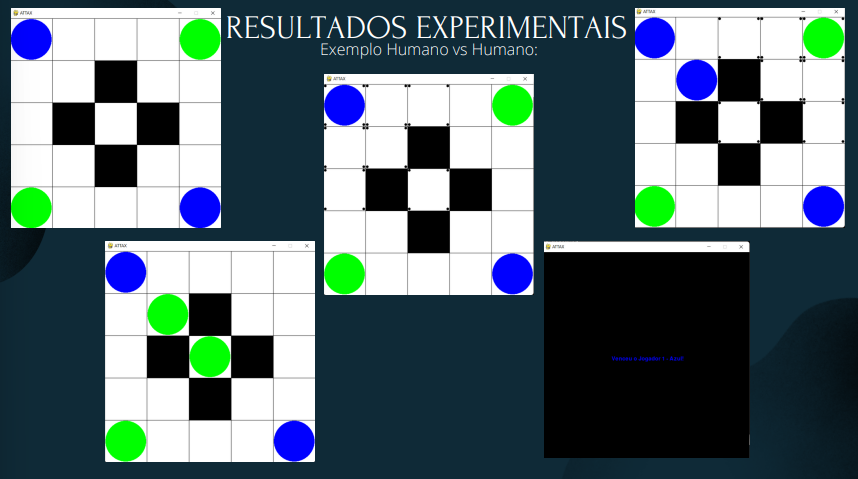 RESULTADOS EXPERIMENTAIS
Exemplo Humano vs Humano:
ATTAX
ATTAX
ATTAX
ATTAX
ATTAX